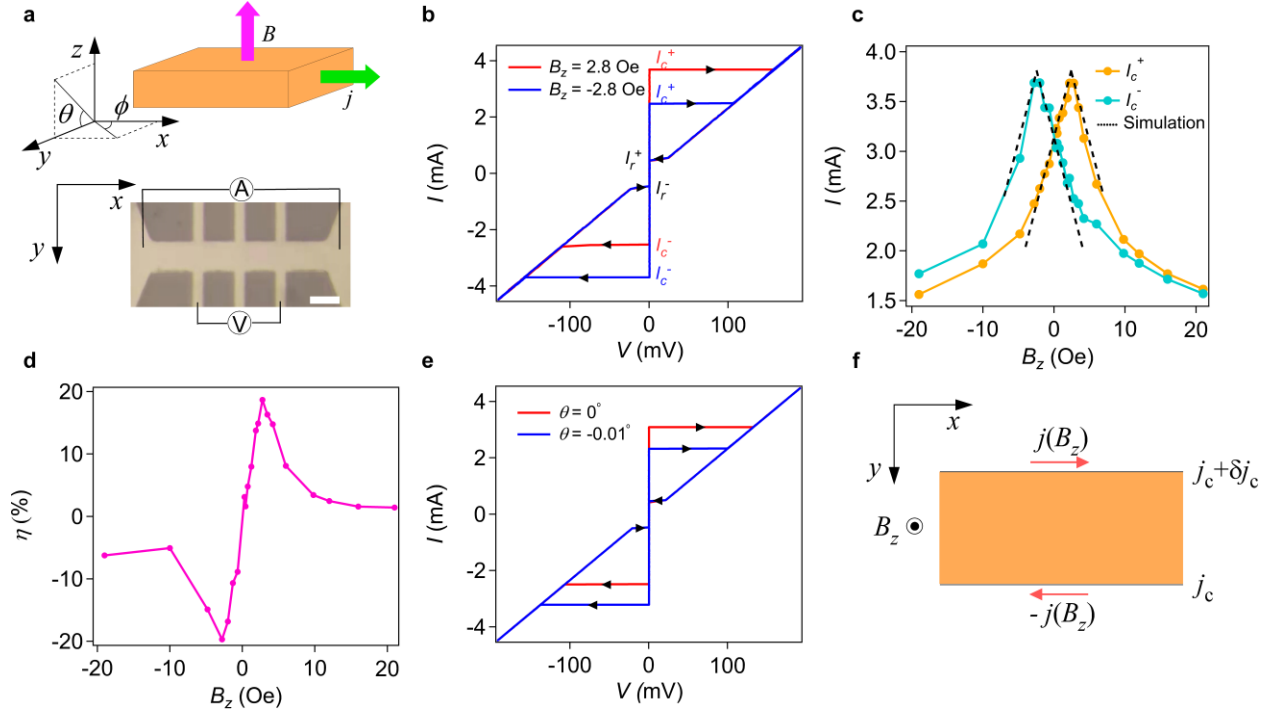 a
B
z
j
θ
ϕ
y
x
x
A
y
V
b
4
2
0
-2
-4
I (mA)
B_z = 2.8 Oe
B_z = -2.8 Oe
I_c^+
I_c^+
I_r^+
I_r^-
I_c^-
I_c^-
-100
0
100
V (mV)
c
4.0
3.5
3.0
2.5
2.0
1.5
I (mA)
I_c^+
I_c^-
Simulation
-20
-10
0
10
20
B_z (Oe)
d
20
10
0
-10
-20
η (%)
-20
-10
0
10
20
B_z (Oe)
e
4
2
0
-2
-4
I (mA)
θ = 0°
θ = -0.01°
-100
0
100
V (mV)
f
x
y
j(B_z)
j_c+δj_c
B_z
j_c
- j(B_z)